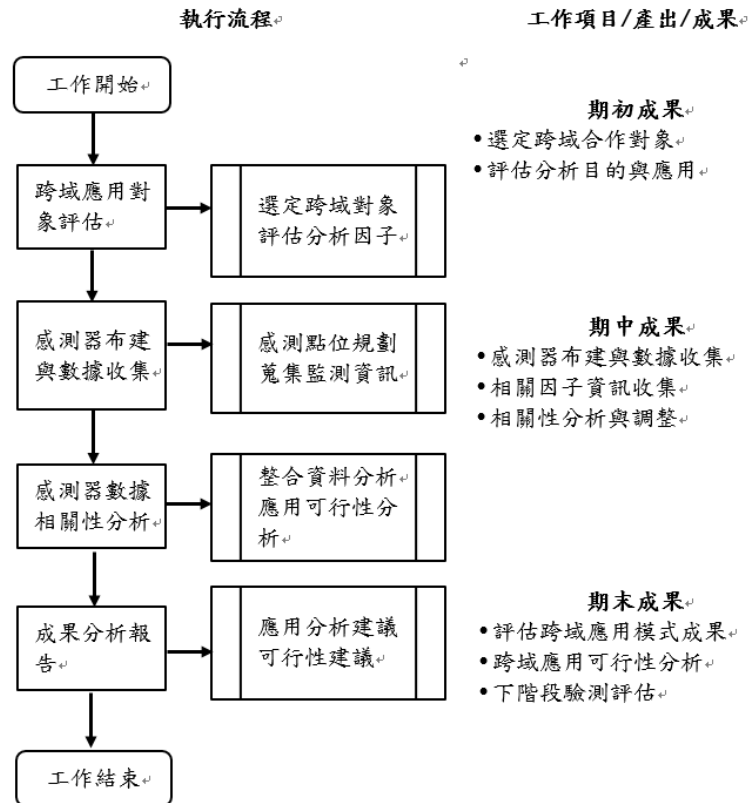 執行流程
工作項目/產出/成果
工作開始
期初成果
•選定跨域合作對象
•評估分析目的與應用
跨域應用對
象評估
選定跨域對象
評估分析因子
感測器布建
與數據收集
感測點位規劃
蒐集監測資訊
期中成果
•感測器布建與數據收集
•相關因子資訊收集
•相關性分析與調整
感測器數據
相關性分析
整合資料分析
應用可行性分
析
成果分析報
告
應用分析建議
可行性建議
期末成果
•評估跨域應用模式成果
•跨域應用可行性分析
•下階段驗測評估
工作結束